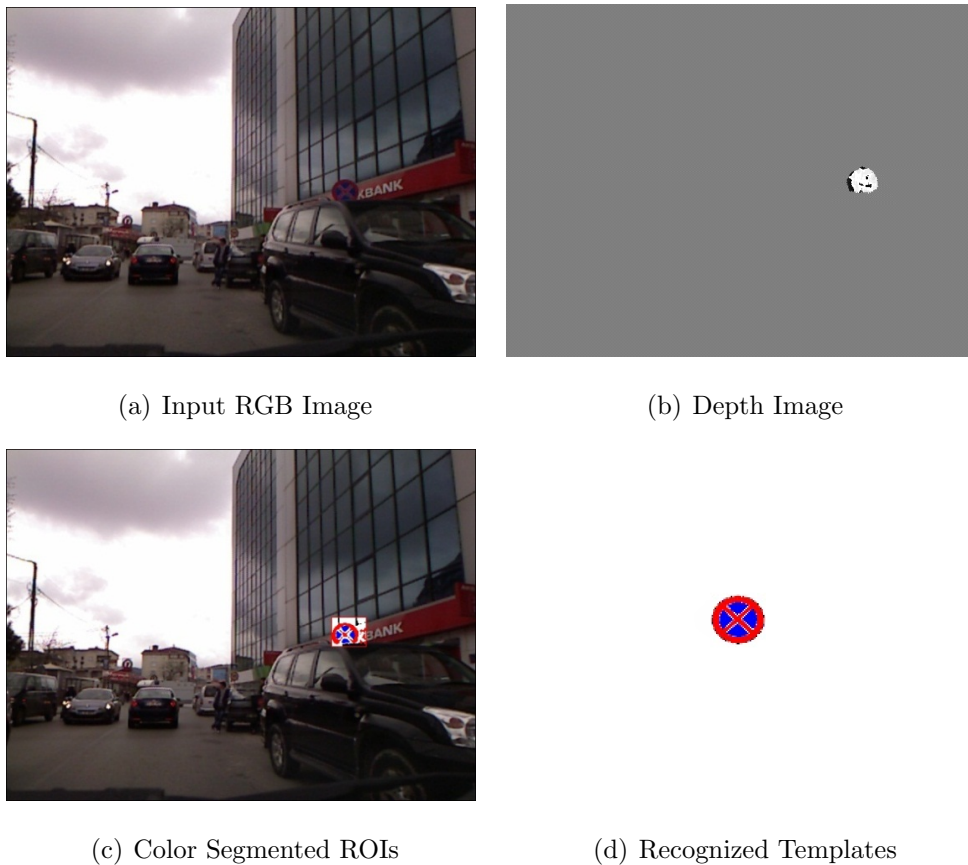 KBANK
(a) Input RGB Image
(b) Depth Image
KBANK
(c) Color Segmented ROIs
(d) Recognized Templates